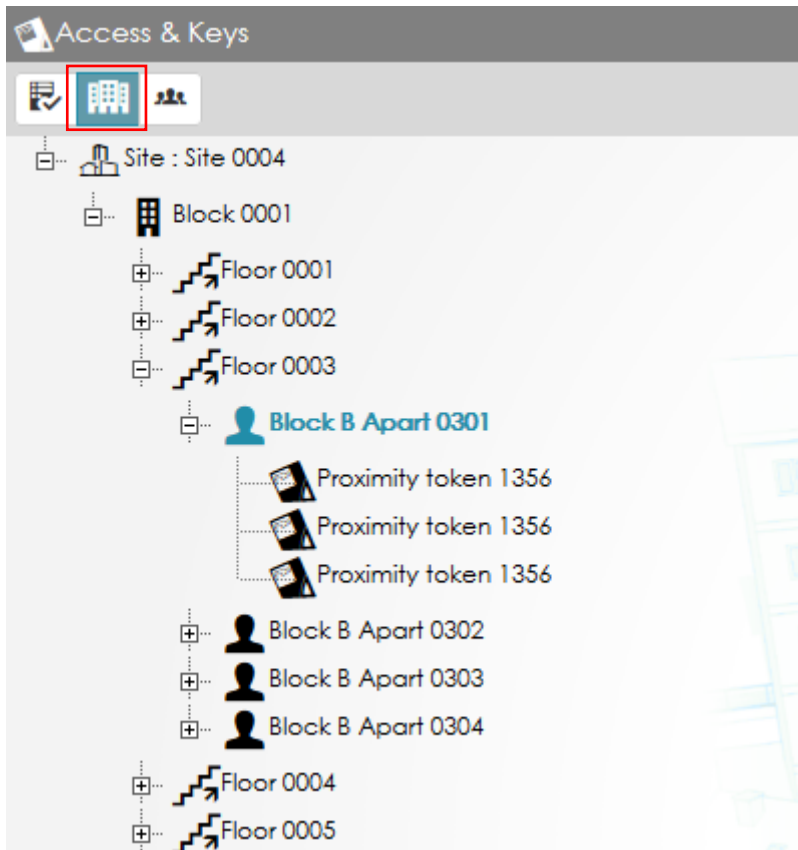 Access & Keys
Site : Site 0004
Block 0001
Floor 0001
Floor 0002
Floor 0003
Block B Apart 0301
Proximity token 1356
Proximity token 1356
Proximity token 1356
Block B Apart 0302
Block B Apart 0303
Block B Apart 0304
Floor 0004
Floor 0005